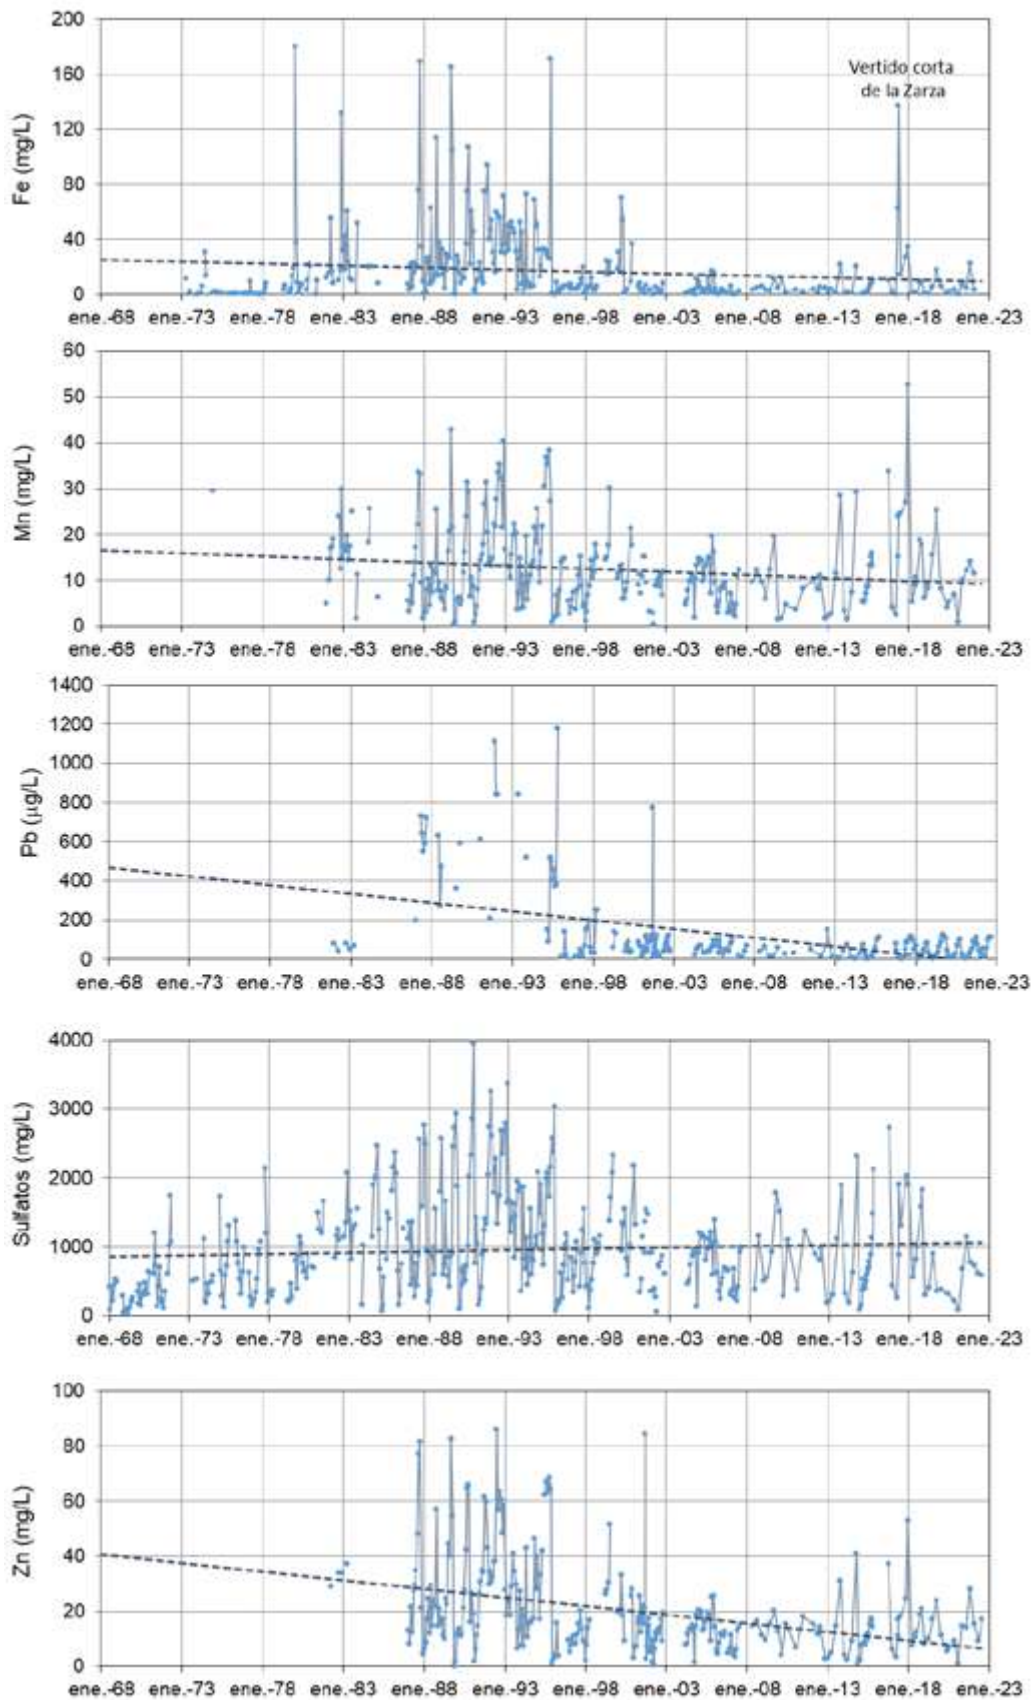 200
160
120
80
40
0
Fe (mg/L)
Vertido corta
de la Zarza
ene.-68 ene.-73 ene.-78 ene.-83 ene.-88 ene.-93 ene.-98 ene.-03 ene.-08 ene.-13 ene.-18 ene.-23
60
50
40
30
20
10
0
Mn (mg/L)
ene.-68 ene.-73 ene.-78 ene.-83 ene.-88 ene.-93 ene.-98 ene.-03 ene.-08 ene.-13 ene.-18 ene.-23
1400
1200
1000
800
600
400
200
0
Pb (µg/L)
ene.-68 ene.-73 ene.-78 ene.-83 ene.-88 ene.-93 ene.-98 ene.-03 ene.-08 ene.-13 ene.-18 ene.-23
4000
3000
2000
1000
0
Sulfatos (mg/L)
ene.-68 ene.-73 ene.-78 ene.-83 ene.-88 ene.-93 ene.-98 ene.-03 ene.-08 ene.-13 ene.-18 ene.-23
100
80
60
40
20
0
Zn (mg/L)
ene.-68 ene.-73 ene.-78 ene.-83 ene.-88 ene.-93 ene.-98 ene.-03 ene.-08 ene.-13 ene.-18 ene.-23